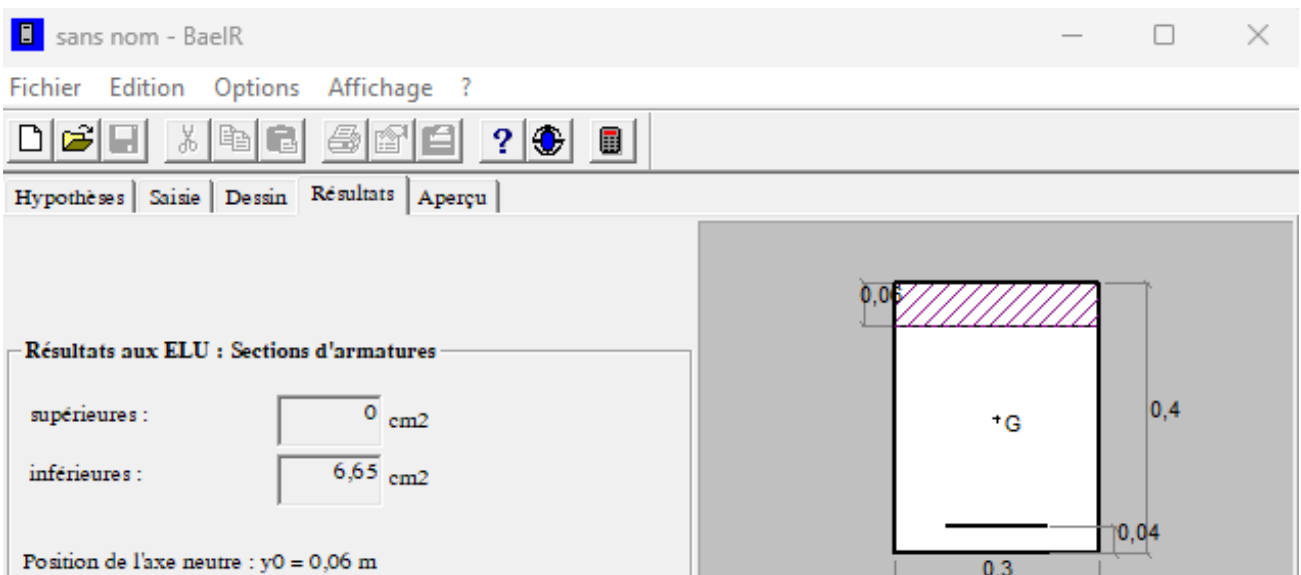 sans nom - BaelR
Fichier Edition Options Affichage ?
Hypothèses Saisie Dessin Résultats Aperçu
Résultats aux ELU : Sections d'armatures
supérieures : 0 cm2
inférieures : 6,65 cm2
Position de l'axe neutre : y0 = 0,06 m
0,06
G
0,4
0,04
0,3